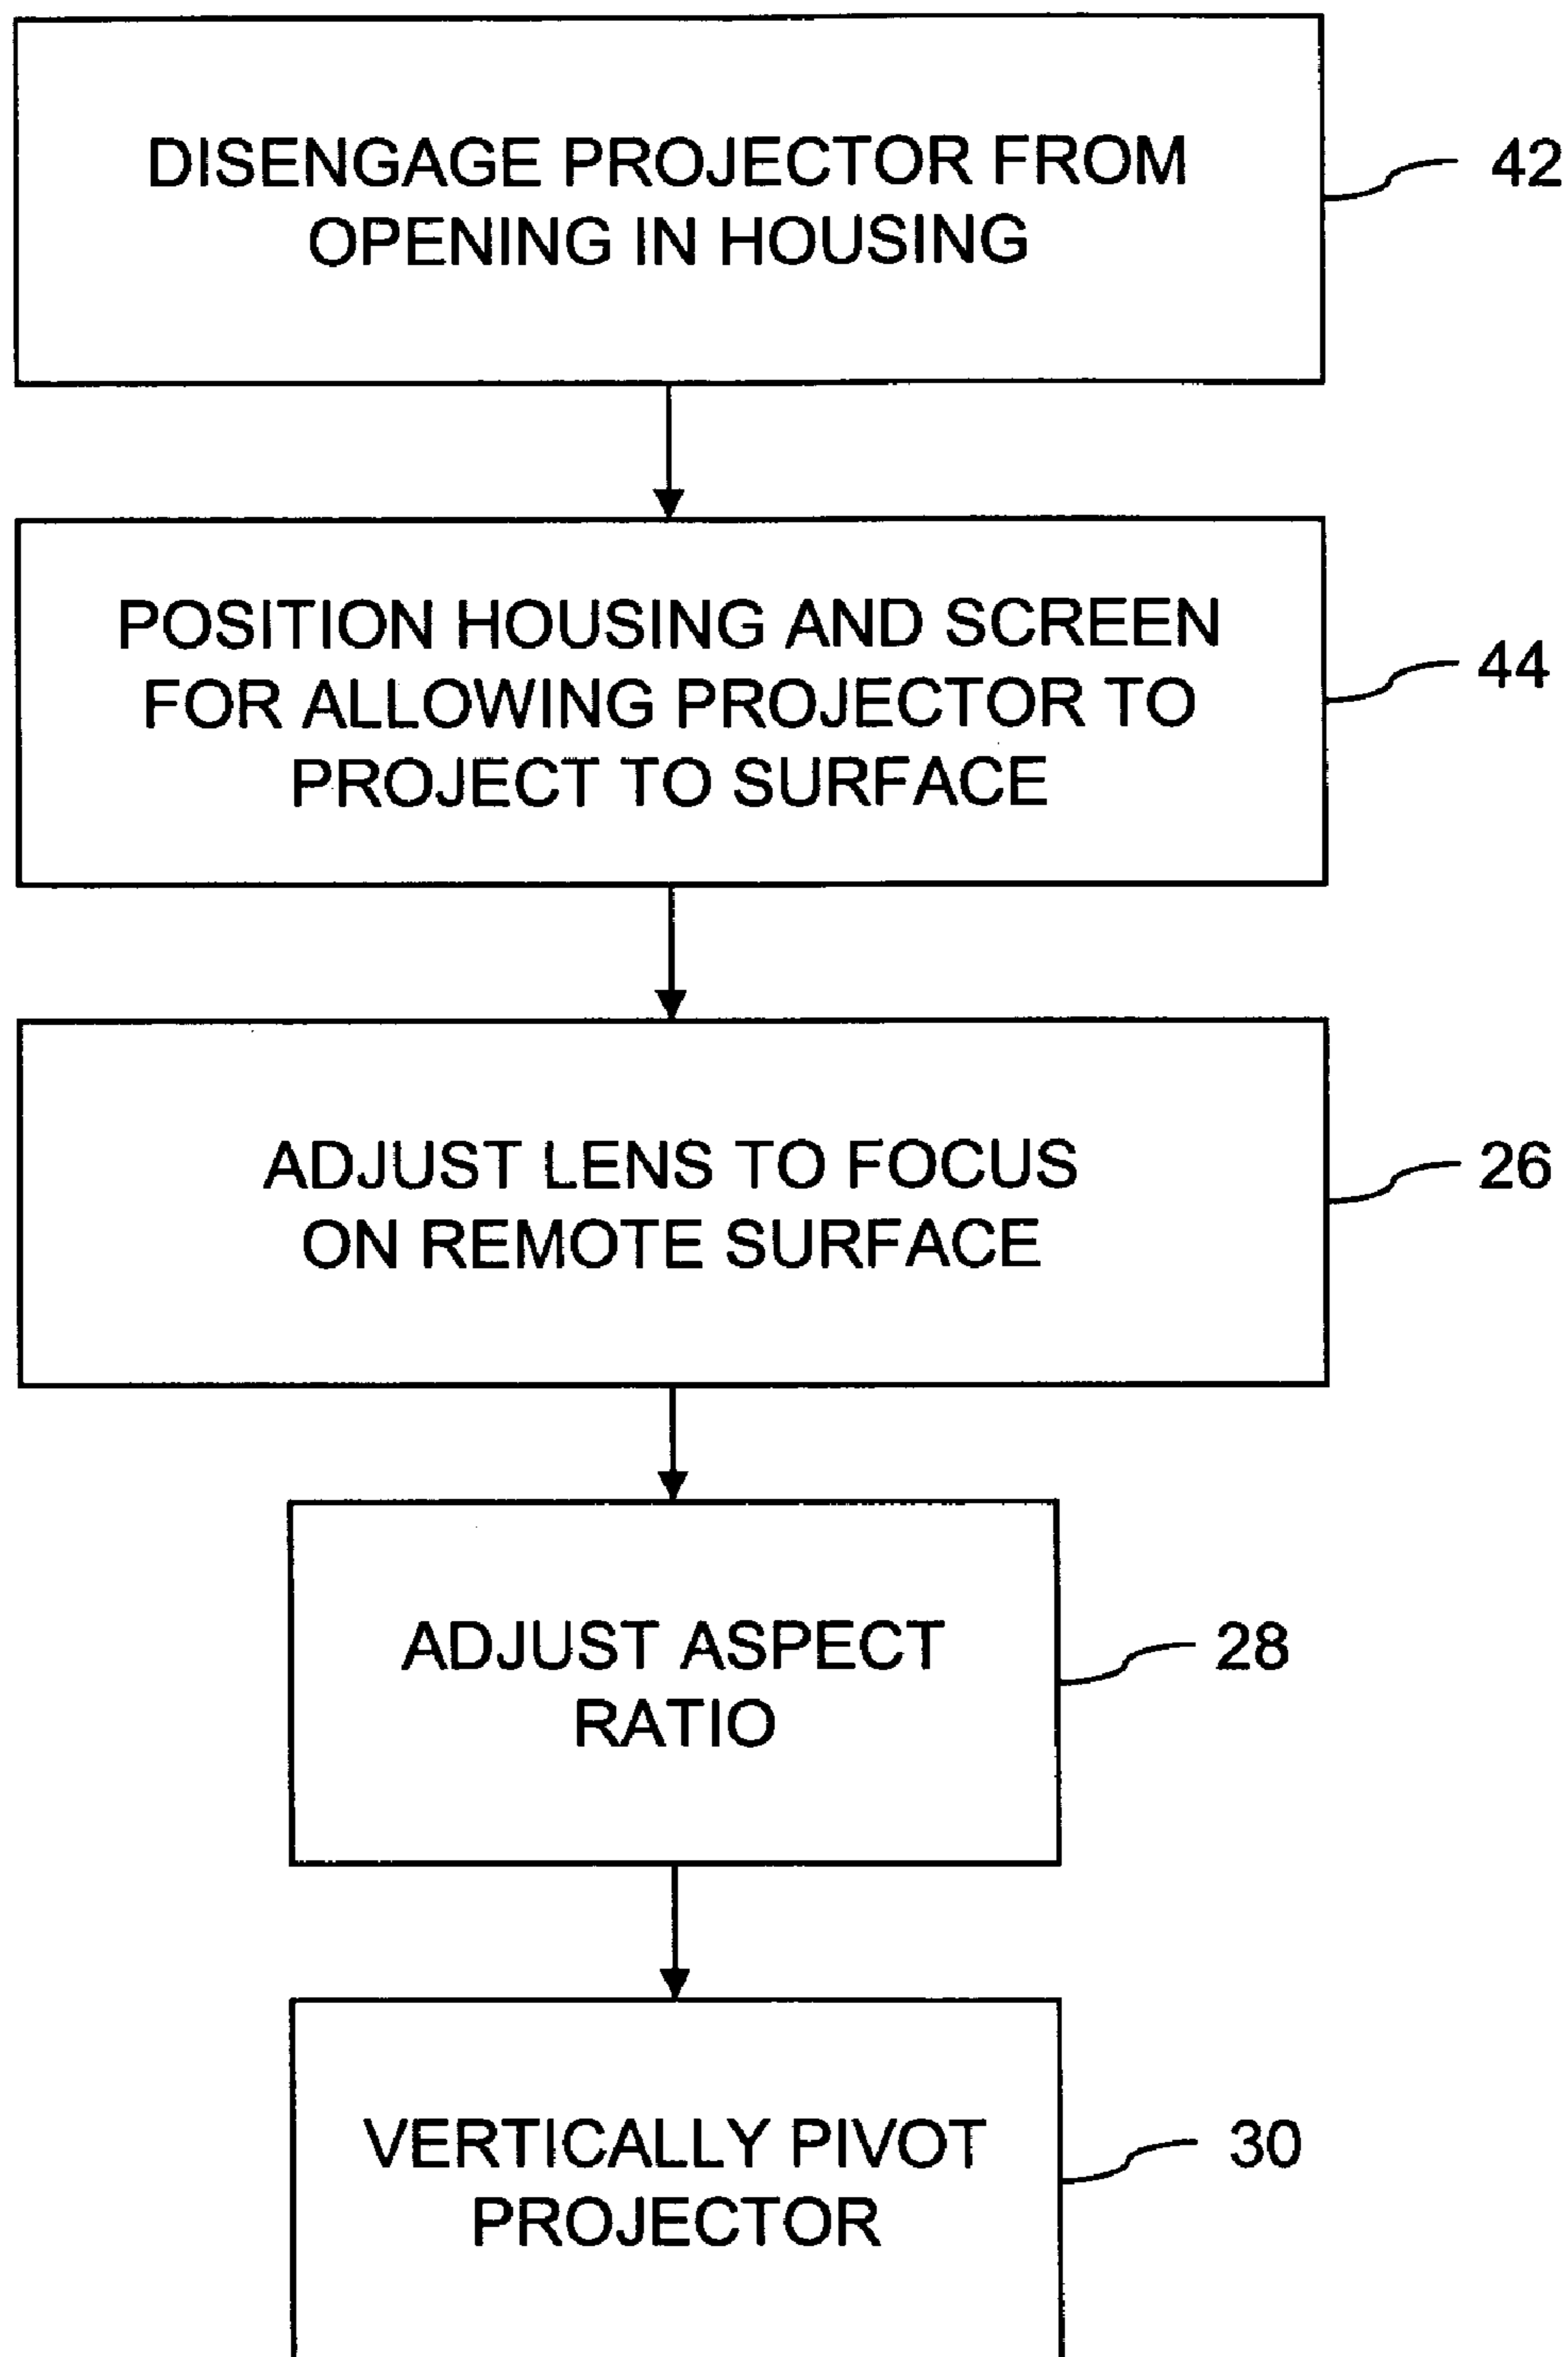 DISENGAGE PROJECTOR FROM
OPENING IN HOUSING
42
POSITION HOUSING AND SCREEN
FOR ALLOWING PROJECTOR TO
PROJECT TO SURFACE
44
ADJUST LENS TO FOCUS
ON REMOTE SURFACE
26
ADJUST ASPECT
RATIO
28
VERTICALLY PIVOT
PROJECTOR
30